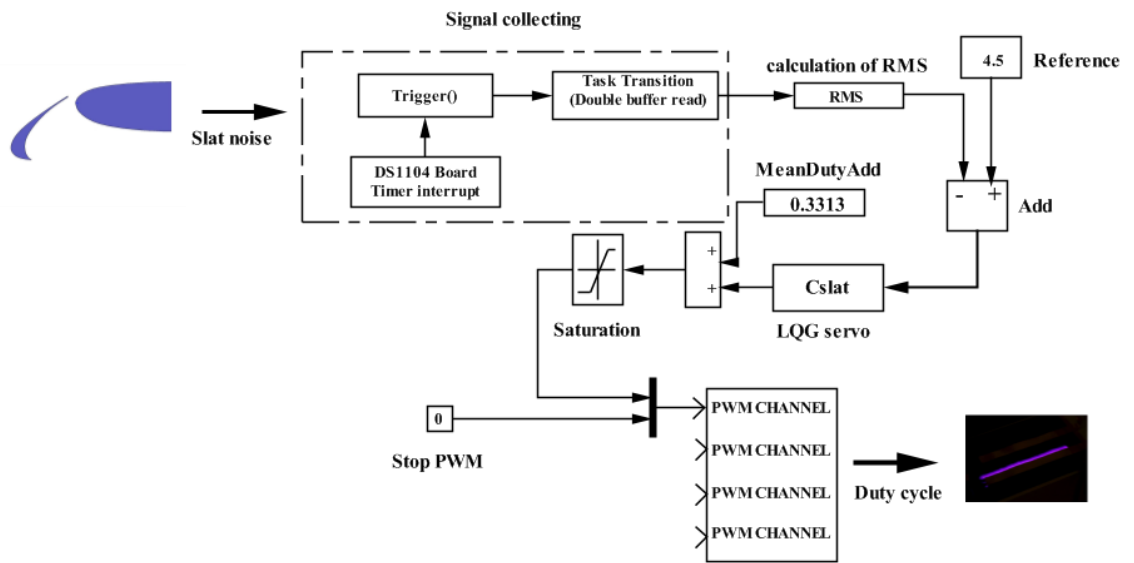 Signal collecting
Slat noise
Trigger()
Task Transition
(Double buffer read)
DS1104 Board
Timer interrupt
calculation of RMS
RMS
4.5
Reference
MeanDutyAdd
0.3313
- +
Add
+
+
Cslat
LQG servo
Saturation
0
Stop PWM
PWM CHANNEL
PWM CHANNEL
PWM CHANNEL
PWM CHANNEL
Duty cycle